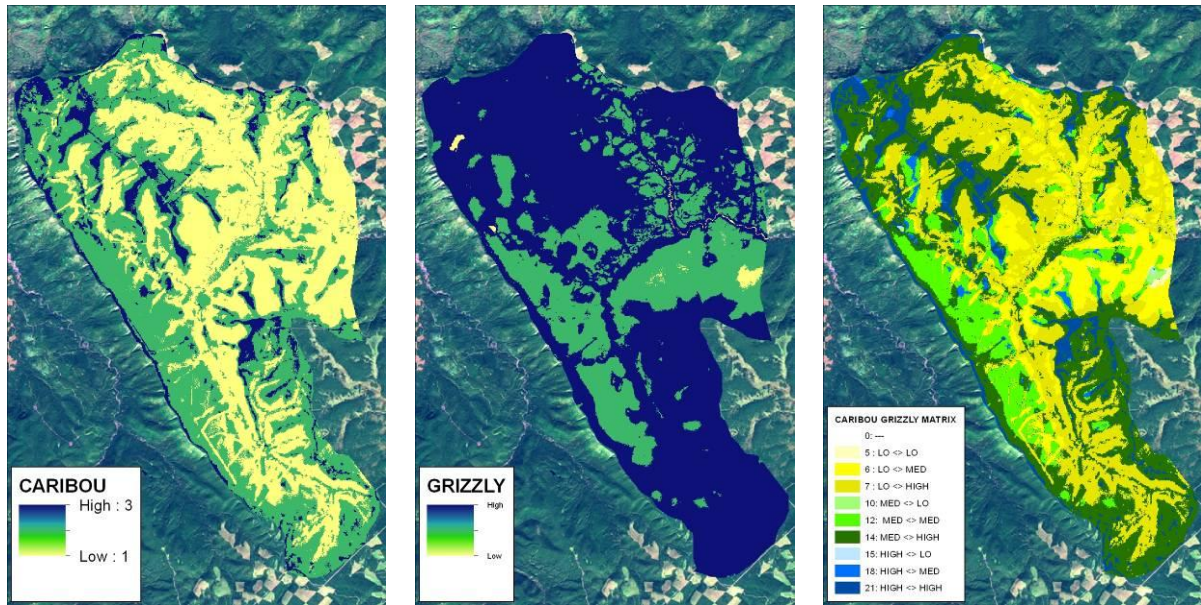 CARIBOU
High : 3
Low : 1
GRIZZLY
High
Low
CARIBOU GRIZZLY MATRIX
0: ---
5 : LO <> LO
6 : LO <> MED
7 : LO <> HIGH
10: MED <> LO
12: MED <> MED
14: MED <> HIGH
15: HIGH <> LO
18: HIGH <> MED
21: HIGH <> HIGH